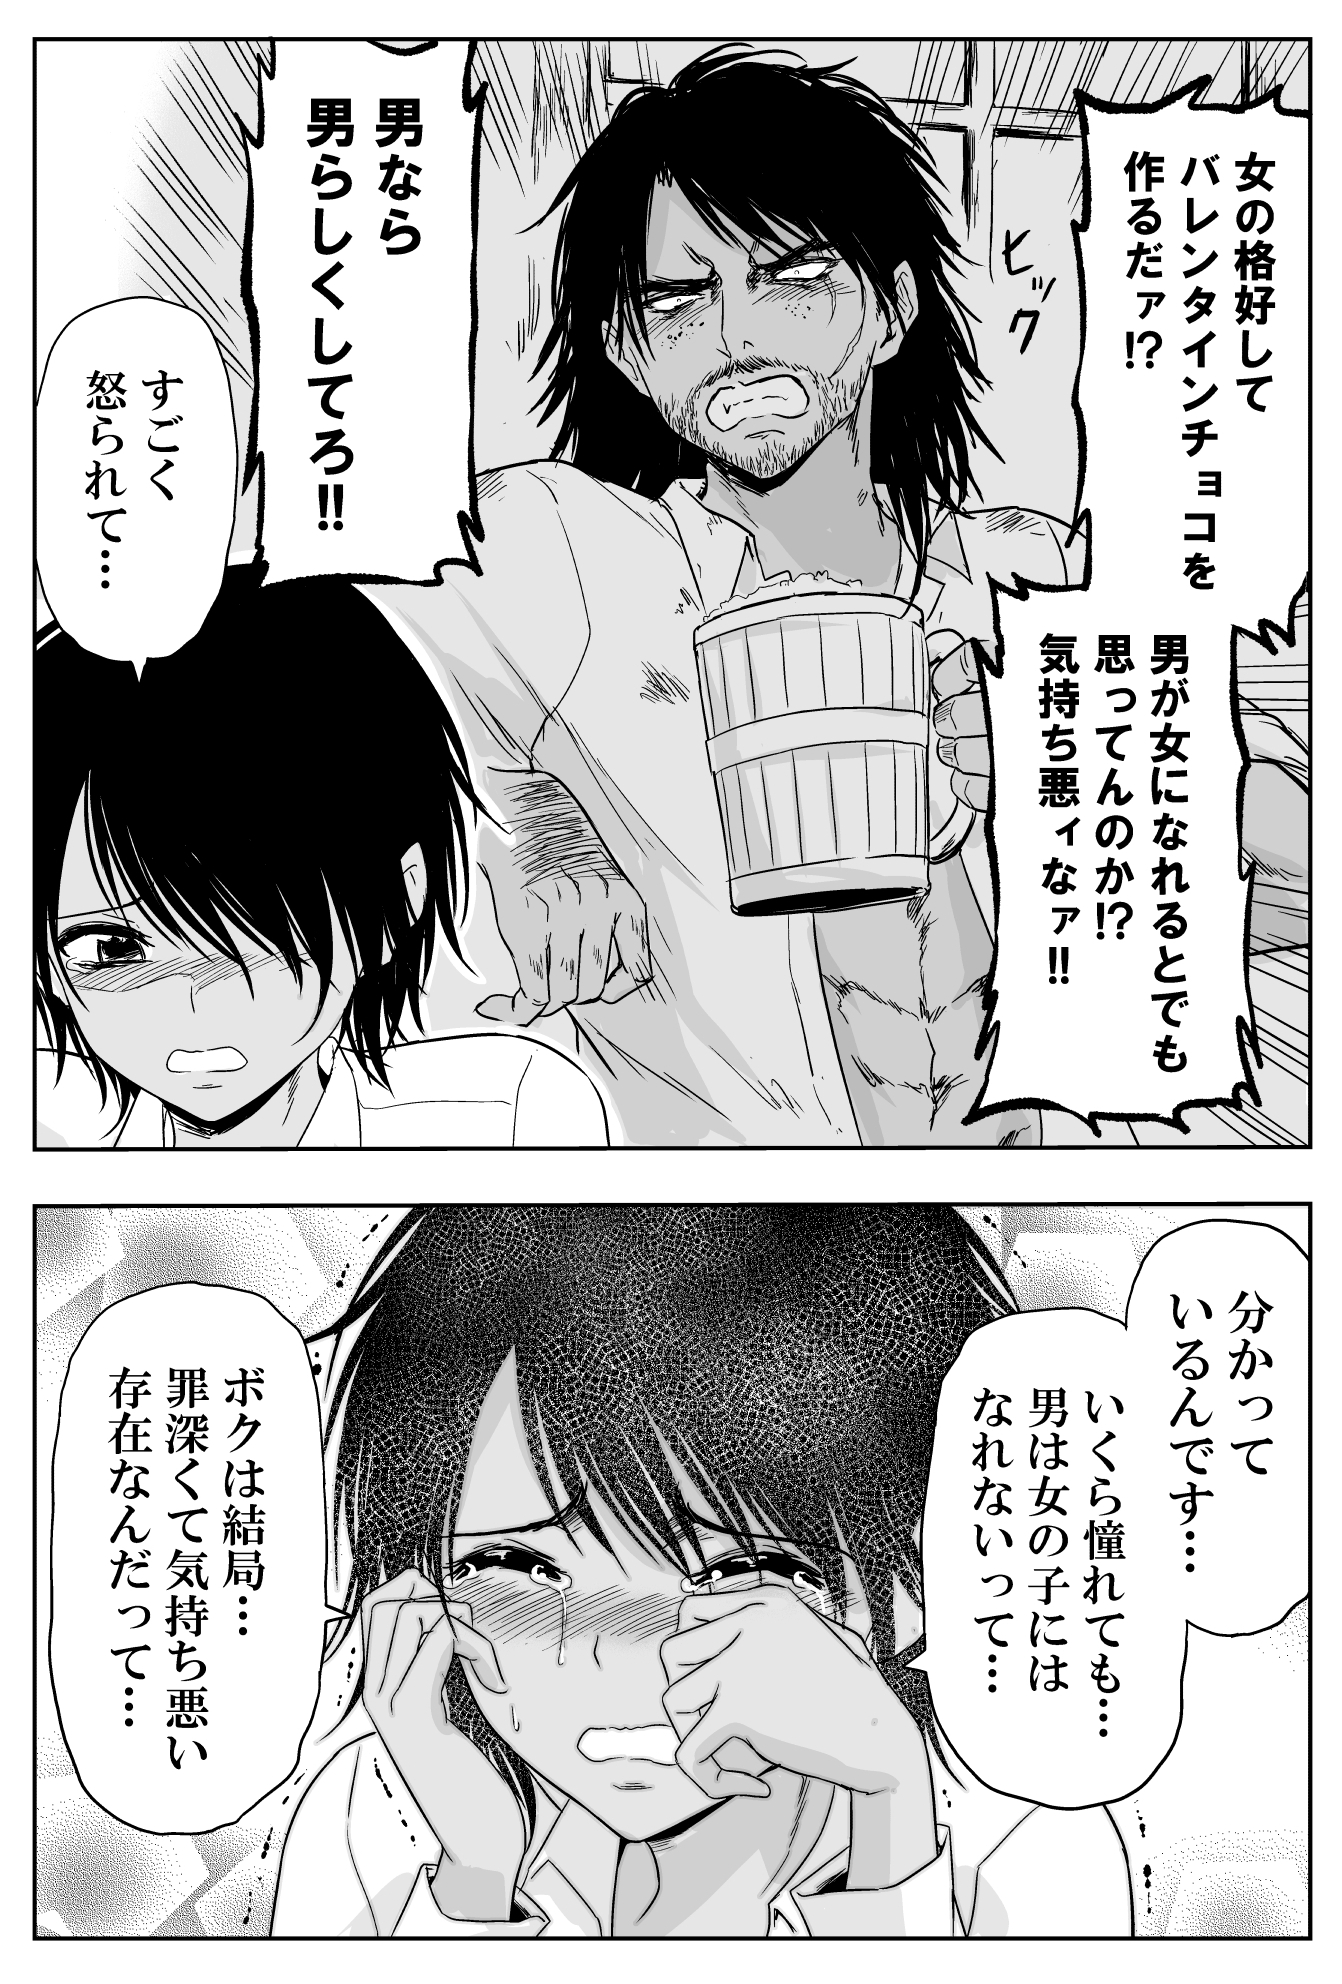 女の格好して
バレンタインチョコを
作るだァ!?
男が女になれるとでも
思ってんのか!?
気持ち悪ィなァ!!
ヒック
男なら
男らしくしてろ!!
すごく
怒られて…
分かって
いるんです…
いくら憧れても…
男は女の子には
なれないって…
ボクは結局…
罪深くて気持ち悪い
存在なんだって…